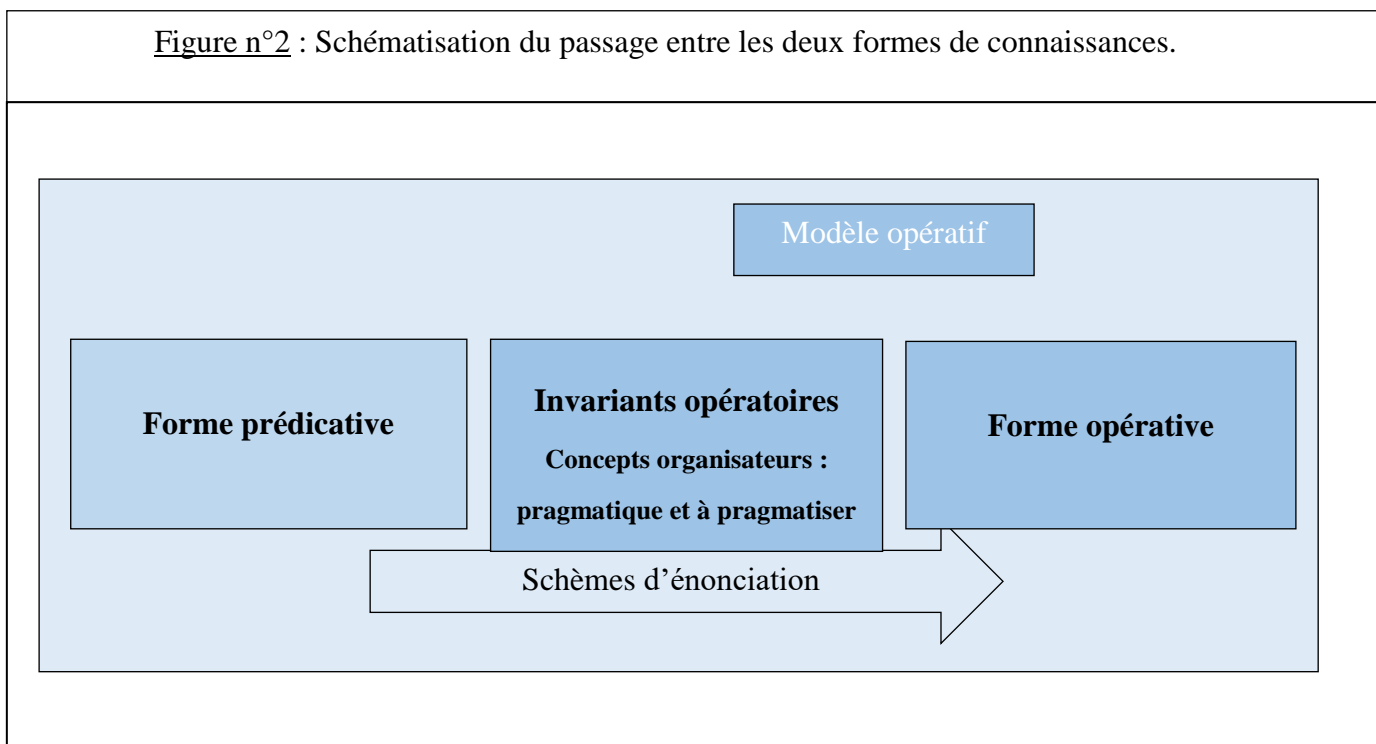 Figure n°2 : Schématisation du passage entre les deux formes de connaissances.
Modèle opératif
Forme prédicative
Invariants opératoires
Concepts organisateurs :
pragmatique et à pragmatiser
Forme opérative
Schèmes d’énonciation